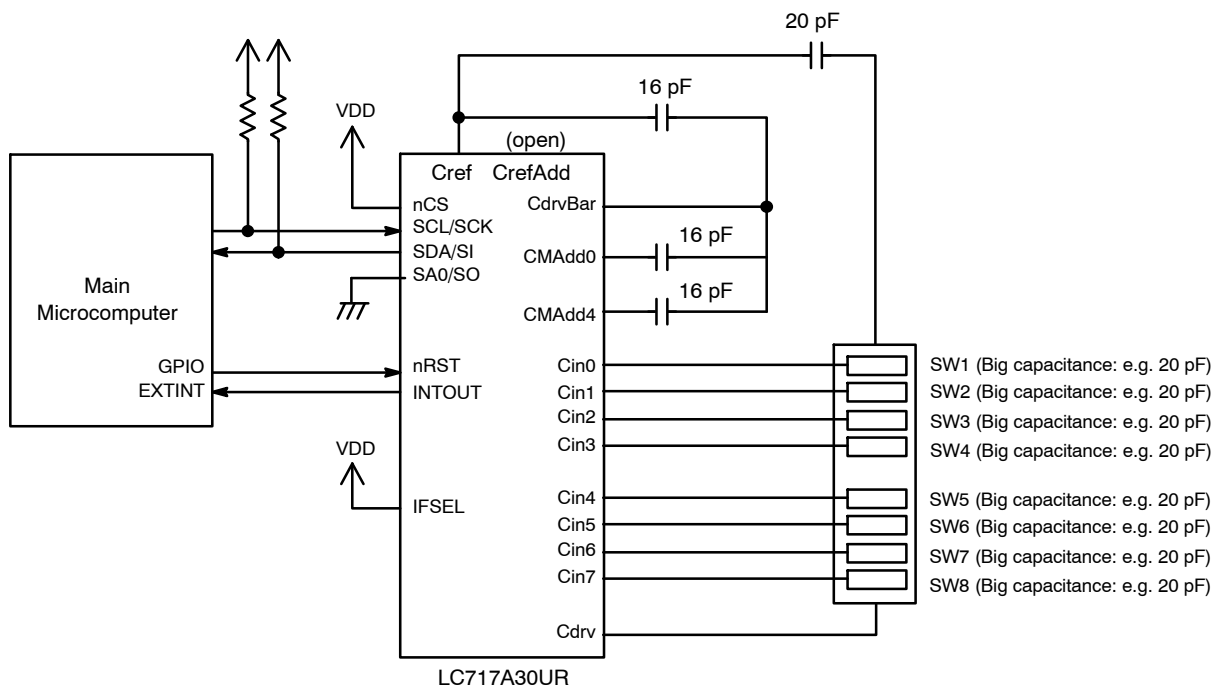 20 pF
16 pF
VDD
(open)
Cref CrefAdd
nCS
CdrvBar
SCL/SCK
SDA/SI
SA0/SO
16 pF
CMAdd0
16 pF
CMAdd4
Main
Microcomputer
GPIO
EXTINT
nRST
INTOUT
VDD
IFSEL
Cin0
Cin1
Cin2
Cin3
Cin4
Cin5
Cin6
Cin7
Cdrv
SW1 (Big capacitance: e.g. 20 pF)
SW2 (Big capacitance: e.g. 20 pF)
SW3 (Big capacitance: e.g. 20 pF)
SW4 (Big capacitance: e.g. 20 pF)
SW5 (Big capacitance: e.g. 20 pF)
SW6 (Big capacitance: e.g. 20 pF)
SW7 (Big capacitance: e.g. 20 pF)
SW8 (Big capacitance: e.g. 20 pF)
LC717A30UR